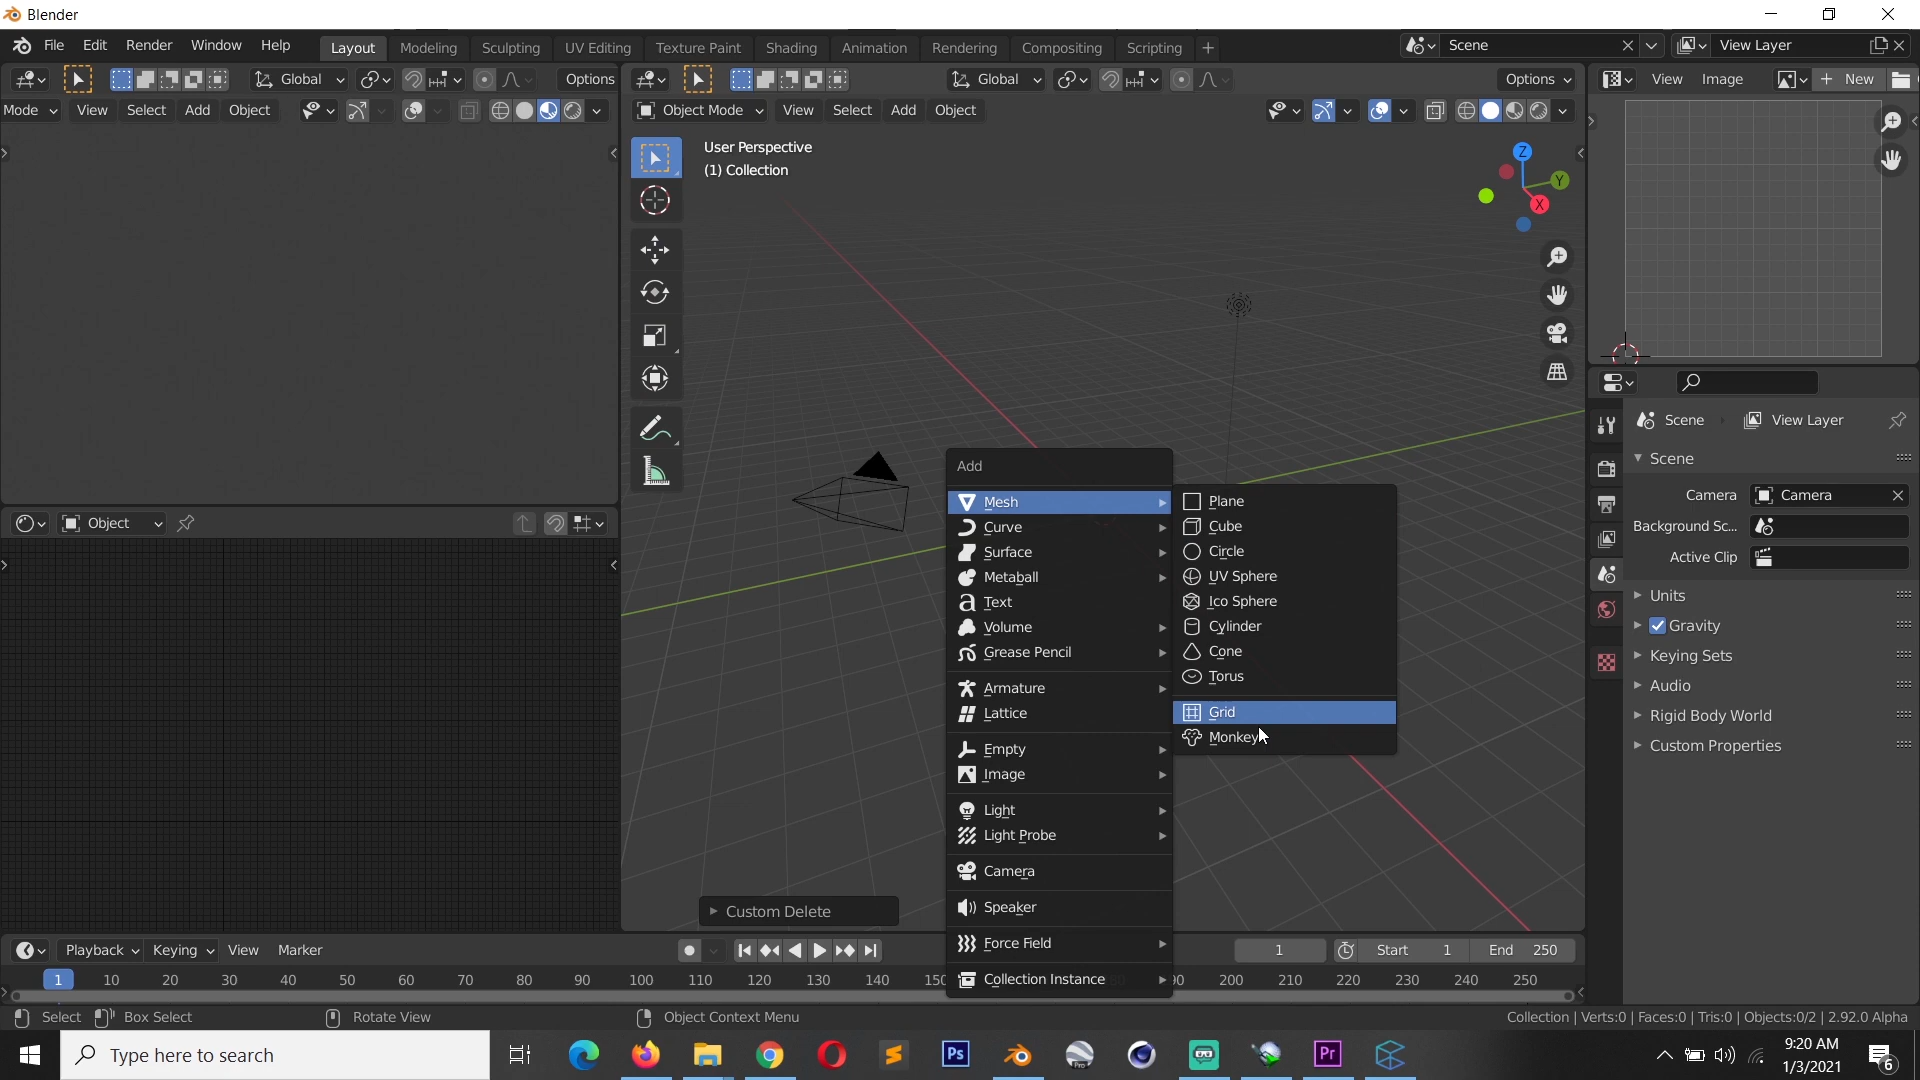 Blender
File Edit Render Window Help Layout Modeling Sculpting UV Editing Texture Paint Shading Animation Rendering Compositing Scripting + Scene View Layer
Global Options Global Options View Image New
Mode View Select Add Object Object Mode View Select Add Object
User Perspective
(1) Collection
Z
Y
X
Scene View Layer
Scene
Camera Camera
Background Sc...
Active Clip
Units
Gravity
Keying Sets
Audio
Rigid Body World
Custom Properties
Add
Mesh
Curve
Surface
Metaball
Text
Volume
Grease Pencil
Armature
Lattice
Empty
Image
Light
Light Probe
Camera
Speaker
Force Field
Collection Instance
Plane
Cube
Circle
UV Sphere
Ico Sphere
Cylinder
Cone
Torus
Grid
Monkey
Object
Custom Delete
Playback Keying View Marker 1 Start 1 End 250
1 10 20 30 40 50 60 70 80 90 100 110 120 130 140 200 210 220 230 240 250
Select Box Select Rotate View Object Context Menu Collection | Verts:0 | Faces:0 | Tris:0 | Objects:0/2 | 2.92.0 Alpha
Type here to search Ps Pro Pr 9:20 AM
1/3/2021 6